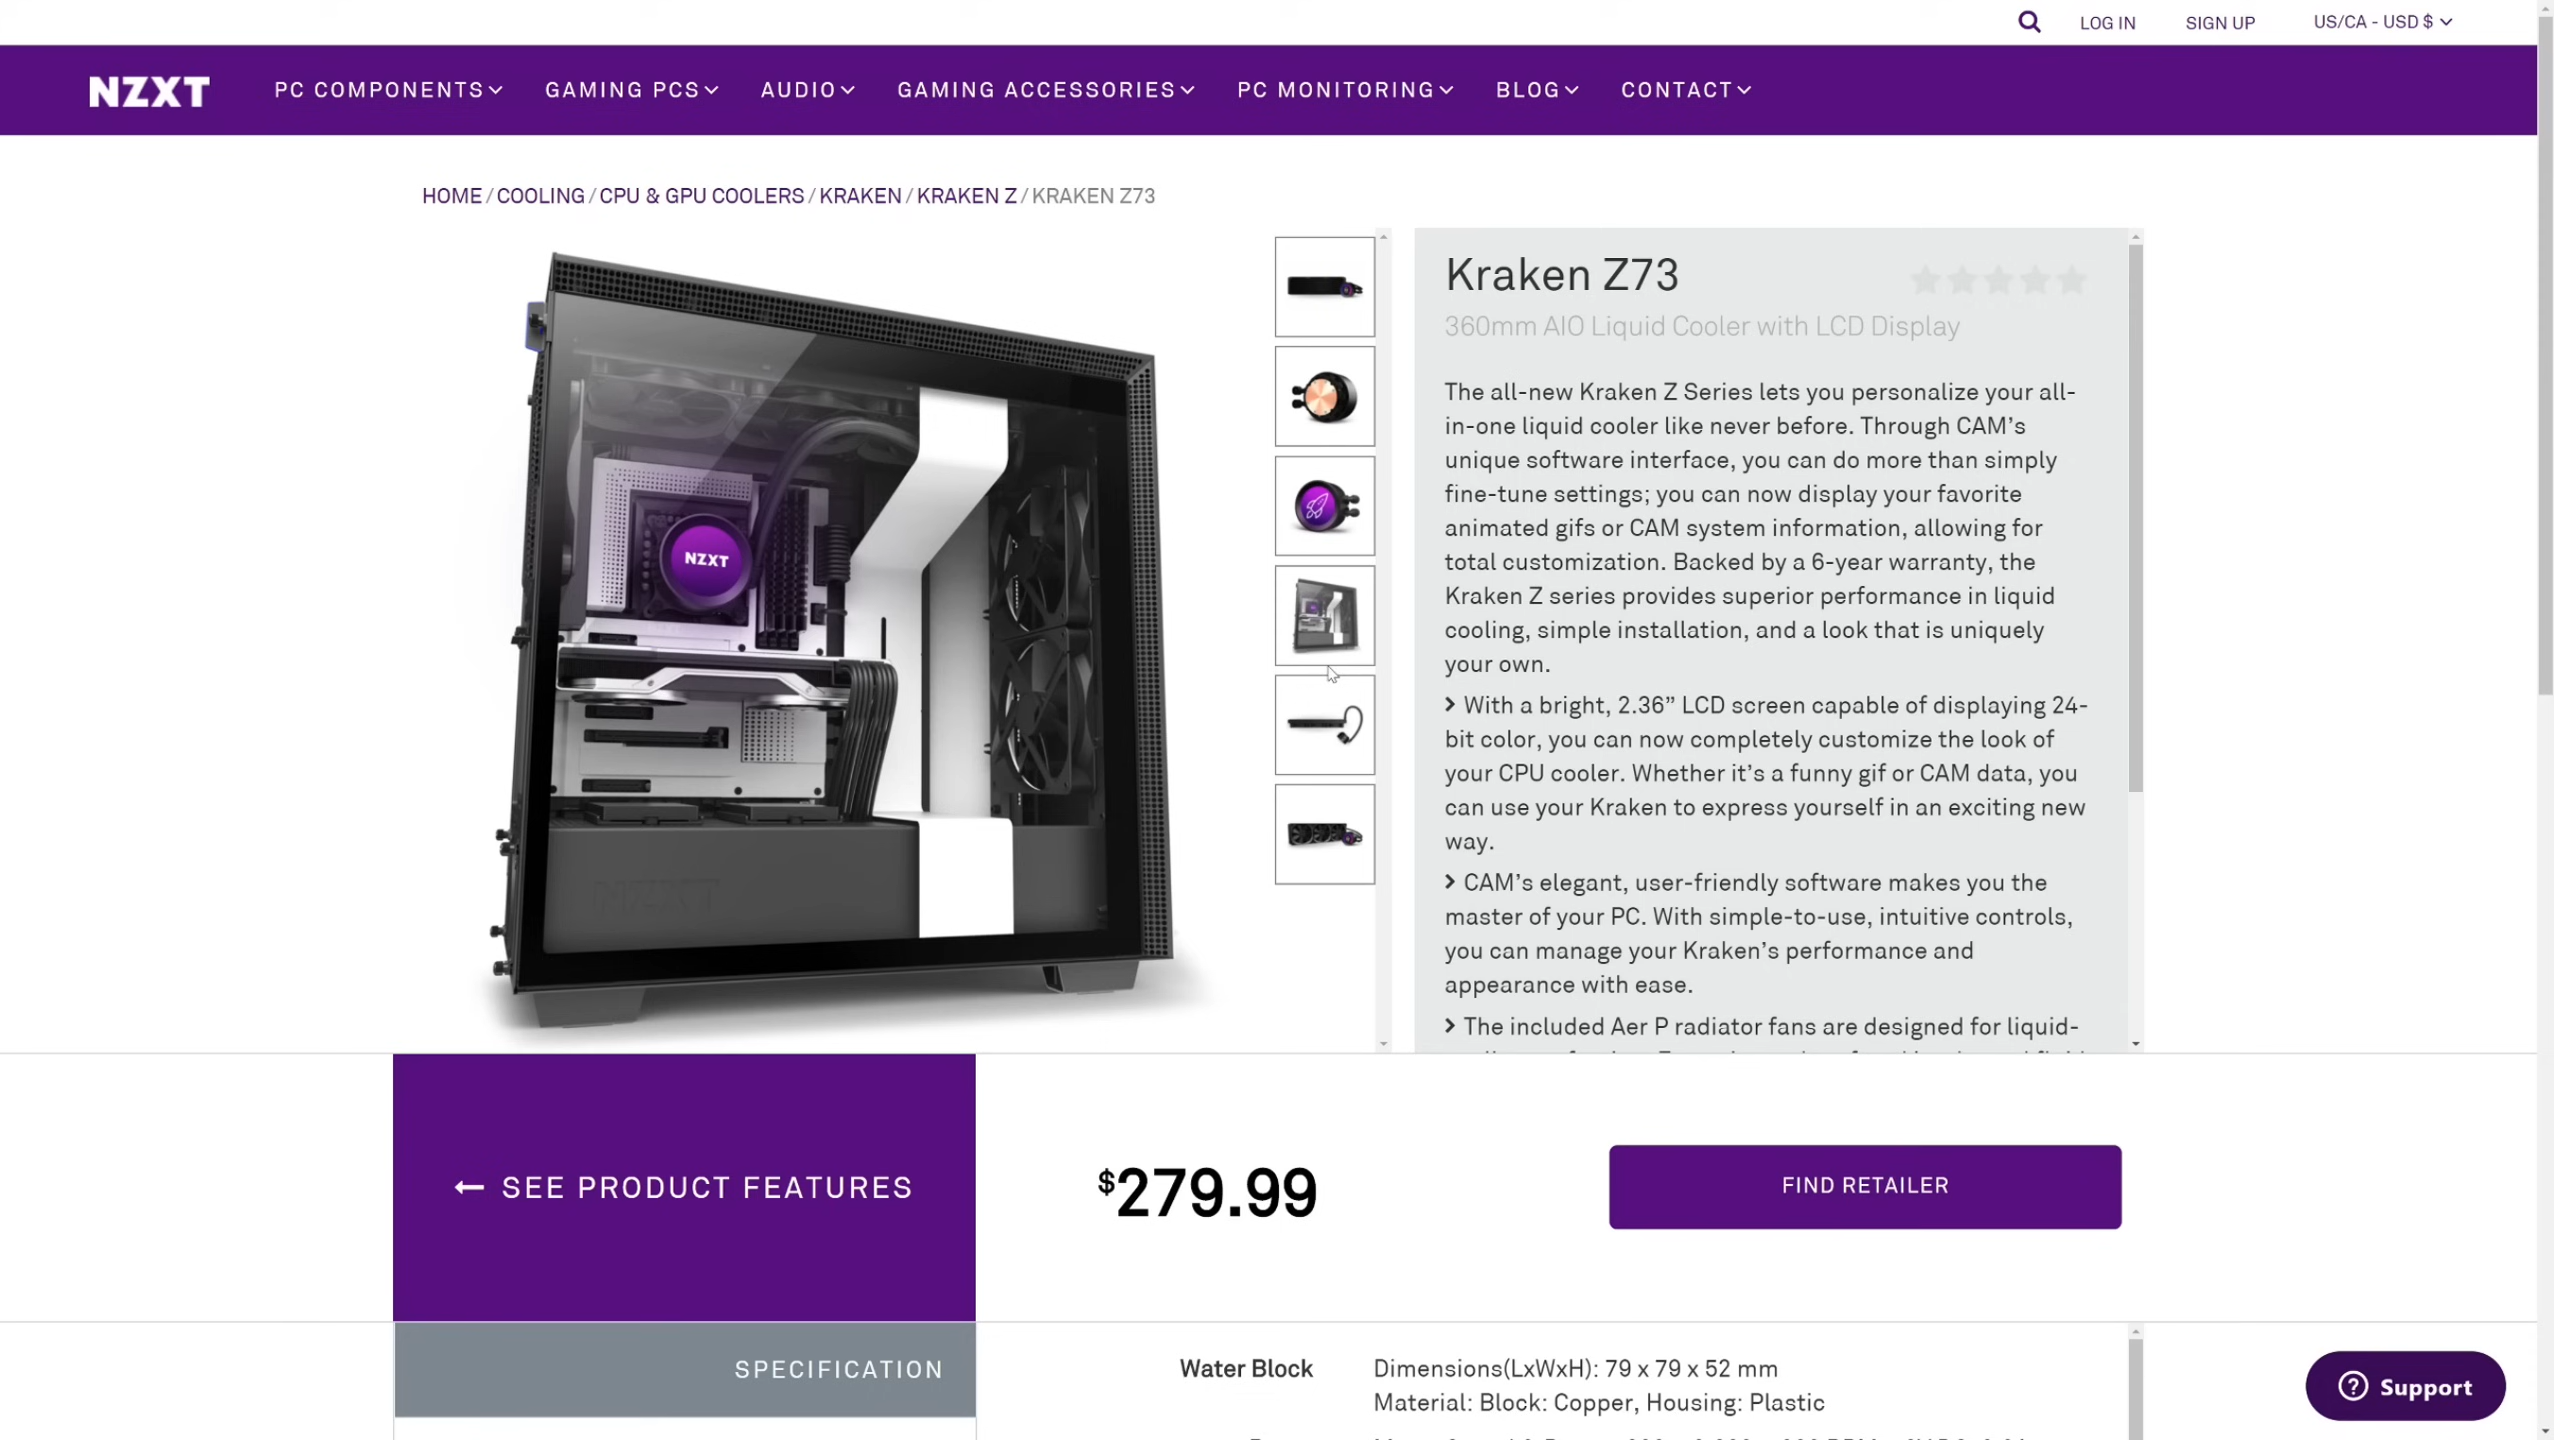 LOG IN
SIGN UP
US/CA - USD $
NZXT
PC COMPONENTS
GAMING PCS
AUDIO
GAMING ACCESSORIES
PC MONITORING
BLOG
CONTACT
HOME / COOLING / CPU & GPU COOLERS / KRAKEN / KRAKEN Z / KRAKEN Z73
NZXT
NZXT
Kraken Z73
360mm AIO Liquid Cooler with LCD Display
The all-new Kraken Z Series lets you personalize your all-
in-one liquid cooler like never before. Through CAM’s
unique software interface, you can do more than simply
fine-tune settings; you can now display your favorite
animated gifs or CAM system information, allowing for
total customization. Backed by a 6-year warranty, the
Kraken Z series provides superior performance in liquid
cooling, simple installation, and a look that is uniquely
your own.
With a bright, 2.36” LCD screen capable of displaying 24-
bit color, you can now completely customize the look of
your CPU cooler. Whether it’s a funny gif or CAM data, you
can use your Kraken to express yourself in an exciting new
way.
CAM’s elegant, user-friendly software makes you the
master of your PC. With simple-to-use, intuitive controls,
you can manage your Kraken’s performance and
appearance with ease.
The included Aer P radiator fans are designed for liquid-
SEE PRODUCT FEATURES
$279.99
FIND RETAILER
SPECIFICATION
Water Block
Dimensions(LxWxH): 79 x 79 x 52 mm
Material: Block: Copper, Housing: Plastic
Support